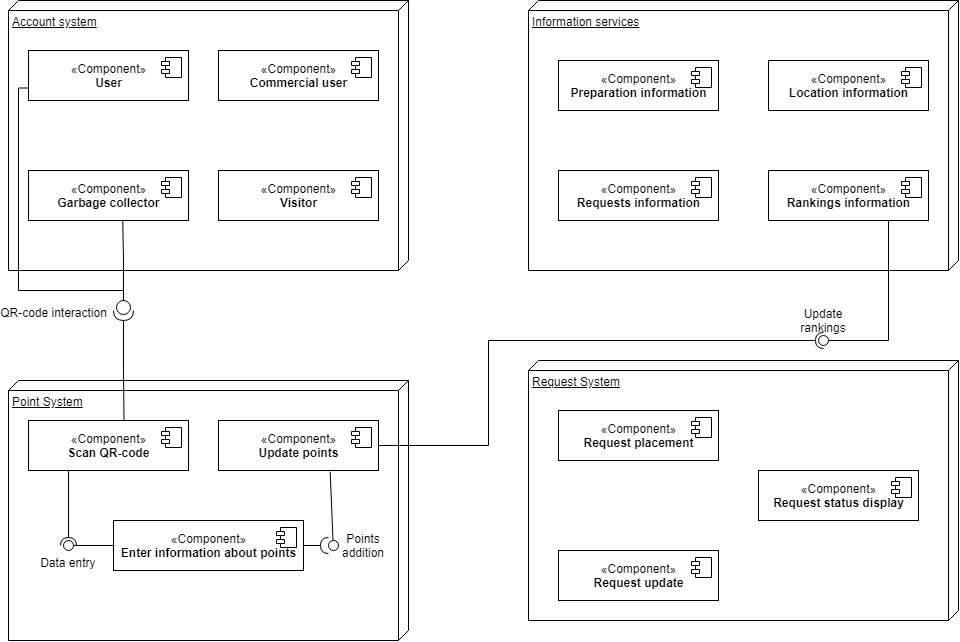 Account system
«Component»
User
«Component»
Commercial user
«Component»
Garbage collector
«Component»
Visitor
Information services
«Component»
Preparation information
«Component»
Location information
«Component»
Requests information
«Component»
Rankings information
QR-code interaction
Update
rankings
Point System
«Component»
Scan QR-code
«Component»
Update points
«Component»
Enter information about points
Data entry
Points
addition
Request System
«Component»
Request placement
«Component»
Request status display
«Component»
Request update